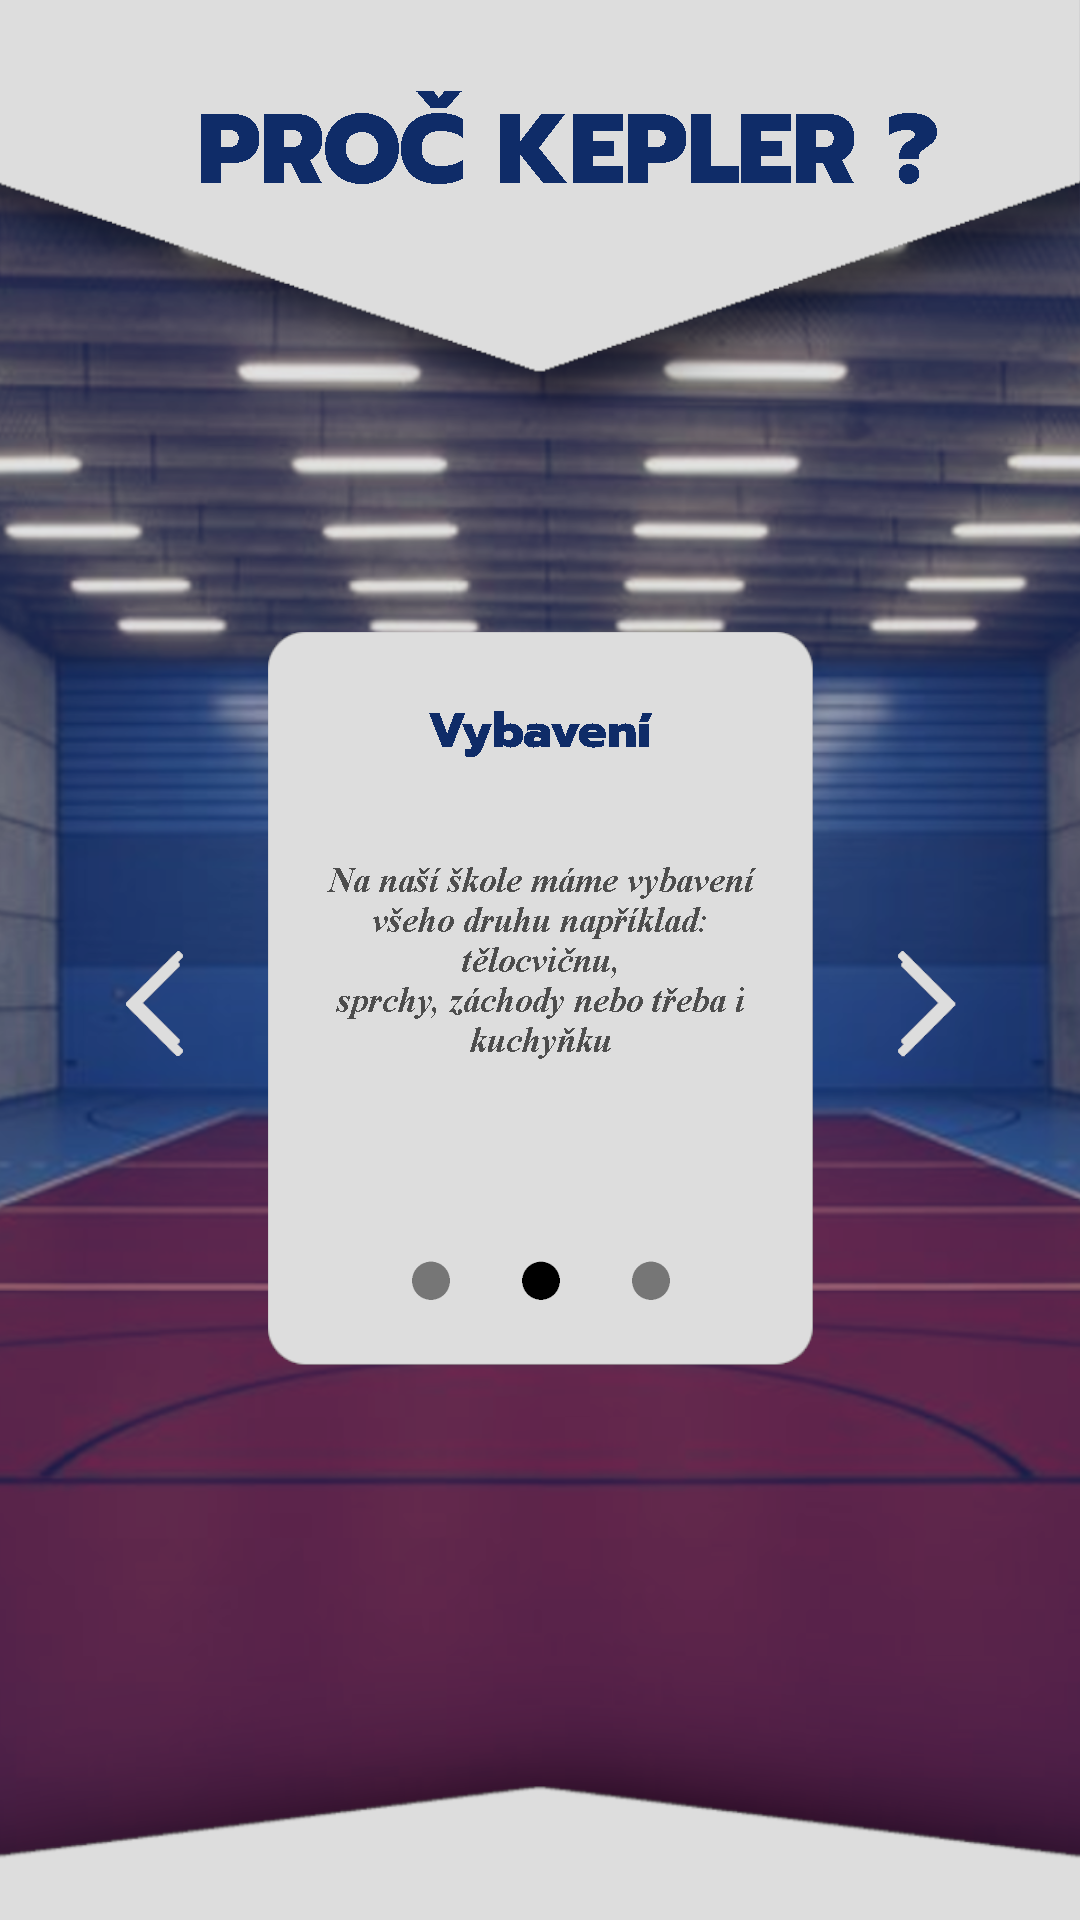 PROČ KEPLER ?
Vybavení
Na naší škole máme vybavení
všeho druhu například:
tělocvičnu,
sprchy, záchody nebo třeba i
kuchyňku